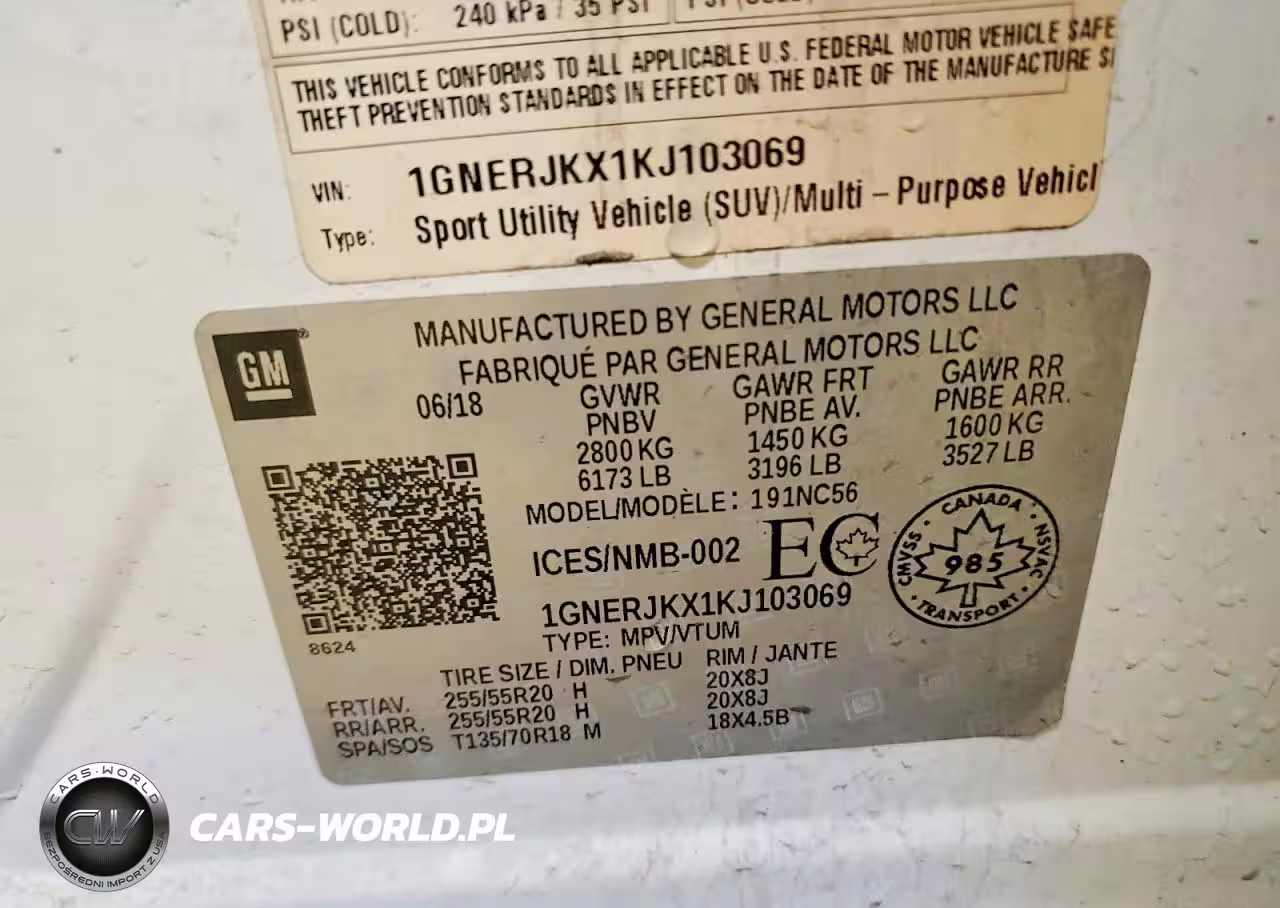 PSI (COLD): 240 kPa / 35 PSI
THIS VEHICLE CONFORMS TO ALL APPLICABLE U.S. FEDERAL MOTOR VEHICLE SAFE
THEFT PREVENTION STANDARDS IN EFFECT ON THE DATE OF THE MANUFACTURE S
VIN: 1GNERJKX1KJ103069
Type: Sport Utility Vehicle (SUV)/Multi – Purpose Vehicl
GM®
MANUFACTURED BY GENERAL MOTORS LLC
FABRIQUÉ PAR GENERAL MOTORS LLC
06/18 GVWR GAWR FRT GAWR RR
PNBV PNBE AV. PNBE ARR.
2800 KG 1450 KG 1600 KG
6173 LB 3196 LB 3527 LB
MODEL/MODÈLE: 191NC56
ICES/NMB-002 EC
CANADA
CMVSS 985 NSVAC
TRANSPORT
1GNERJKX1KJ103069
TYPE: MPV/VTUM
8624
TIRE SIZE / DIM. PNEU RIM / JANTE
FRT/AV. 255/55R20 H 20X8J
RR/ARR. 255/55R20 H 20X8J
SPA/SOS T135/70R18 M 18X4.5B
CARS-WORLD
CW
BEZPOŚREDNI IMPORT Z USA
CARS-WORLD.PL